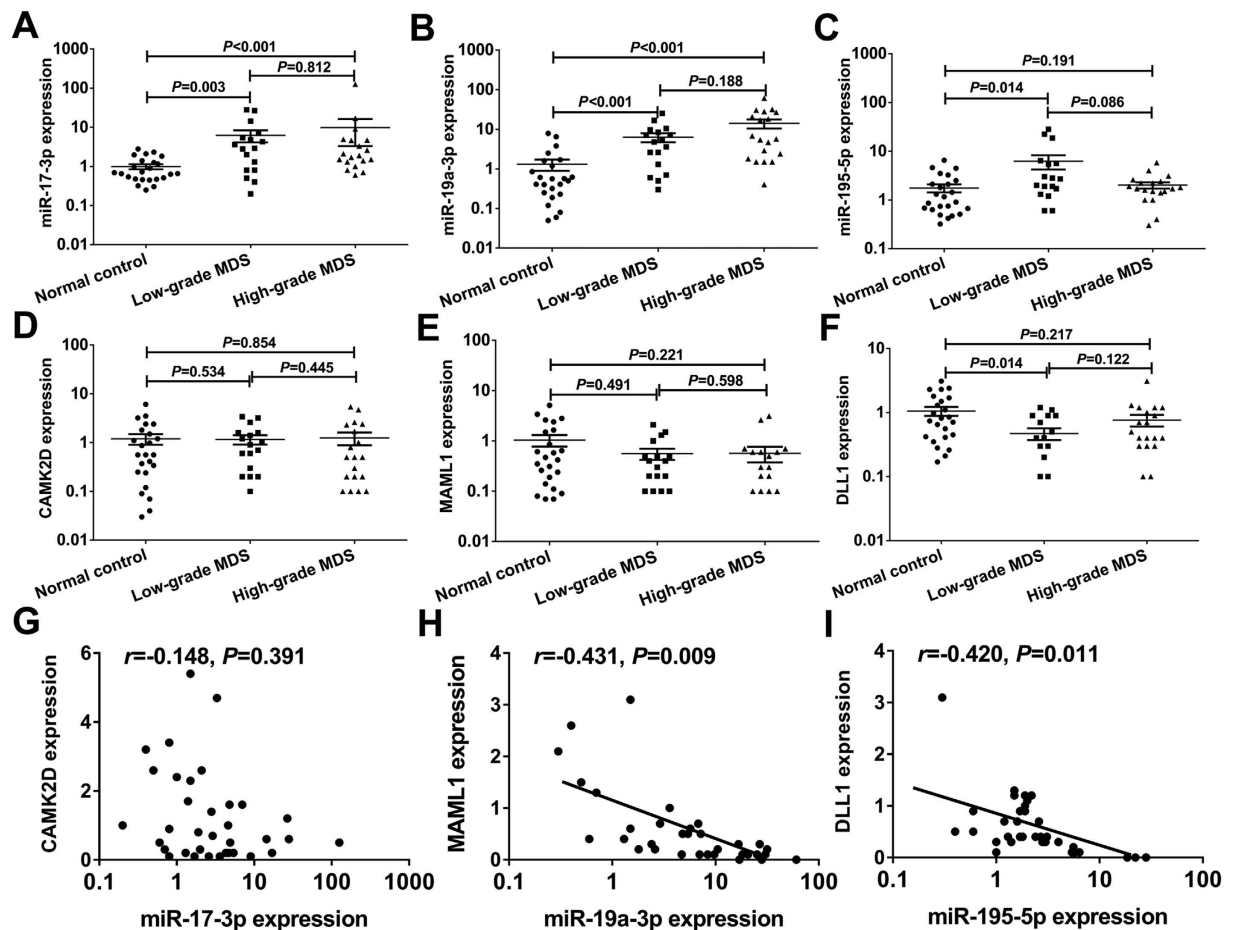 A
miR-17-3p expression
1000
100
10
1
0.1
0.01
P<0.001
P=0.812
P=0.003
Normal control
Low-grade MDS
High-grade MDS
B
miR-19a-3p expression
1000
100
10
1
0.1
0.01
P<0.001
P=0.188
P<0.001
Normal control
Low-grade MDS
High-grade MDS
C
miR-195-5p expression
1000
100
10
1
0.1
P=0.191
P=0.014
P=0.086
Normal control
Low-grade MDS
High-grade MDS
D
CAMK2D expression
100
10
1
0.1
0.01
P=0.854
P=0.534
P=0.445
Normal control
Low-grade MDS
High-grade MDS
E
MAML1 expression
100
10
1
0.1
0.01
P=0.221
P=0.491
P=0.598
Normal control
Low-grade MDS
High-grade MDS
F
DLL1 expression
10
1
0.1
0.01
P=0.217
P=0.014
P=0.122
Normal control
Low-grade MDS
High-grade MDS
G
CAMK2D expression
r=-0.148, P=0.391
6
4
2
0
0.1
1
10
100
1000
miR-17-3p expression
H
MAML1 expression
r=-0.431, P=0.009
4
3
2
1
0
0.1
1
10
100
miR-19a-3p expression
I
DLL1 expression
r=-0.420, P=0.011
4
3
2
1
0
0.1
1
10
100
miR-195-5p expression